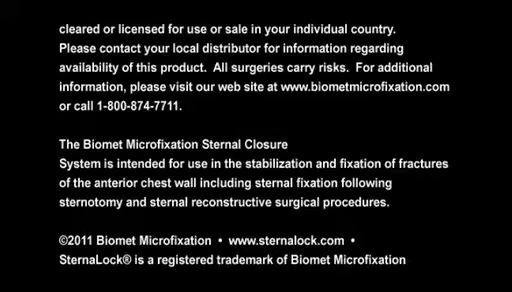 cleared or licensed for use or sale in your individual country.
Please contact your local distributor for information regarding
availability of this product.  All surgeries carry risks.  For additional
information, please visit our web site at www.biometmicrofixation.com
or call 1-800-874-7711.
The Biomet Microfixation Sternal Closure
System is intended for use in the stabilization and fixation of fractures
of the anterior chest wall including sternal fixation following
sternotomy and sternal reconstructive surgical procedures.
©2011 Biomet Microfixation • www.sternalock.com •
SternaLock® is a registered trademark of Biomet Microfixation